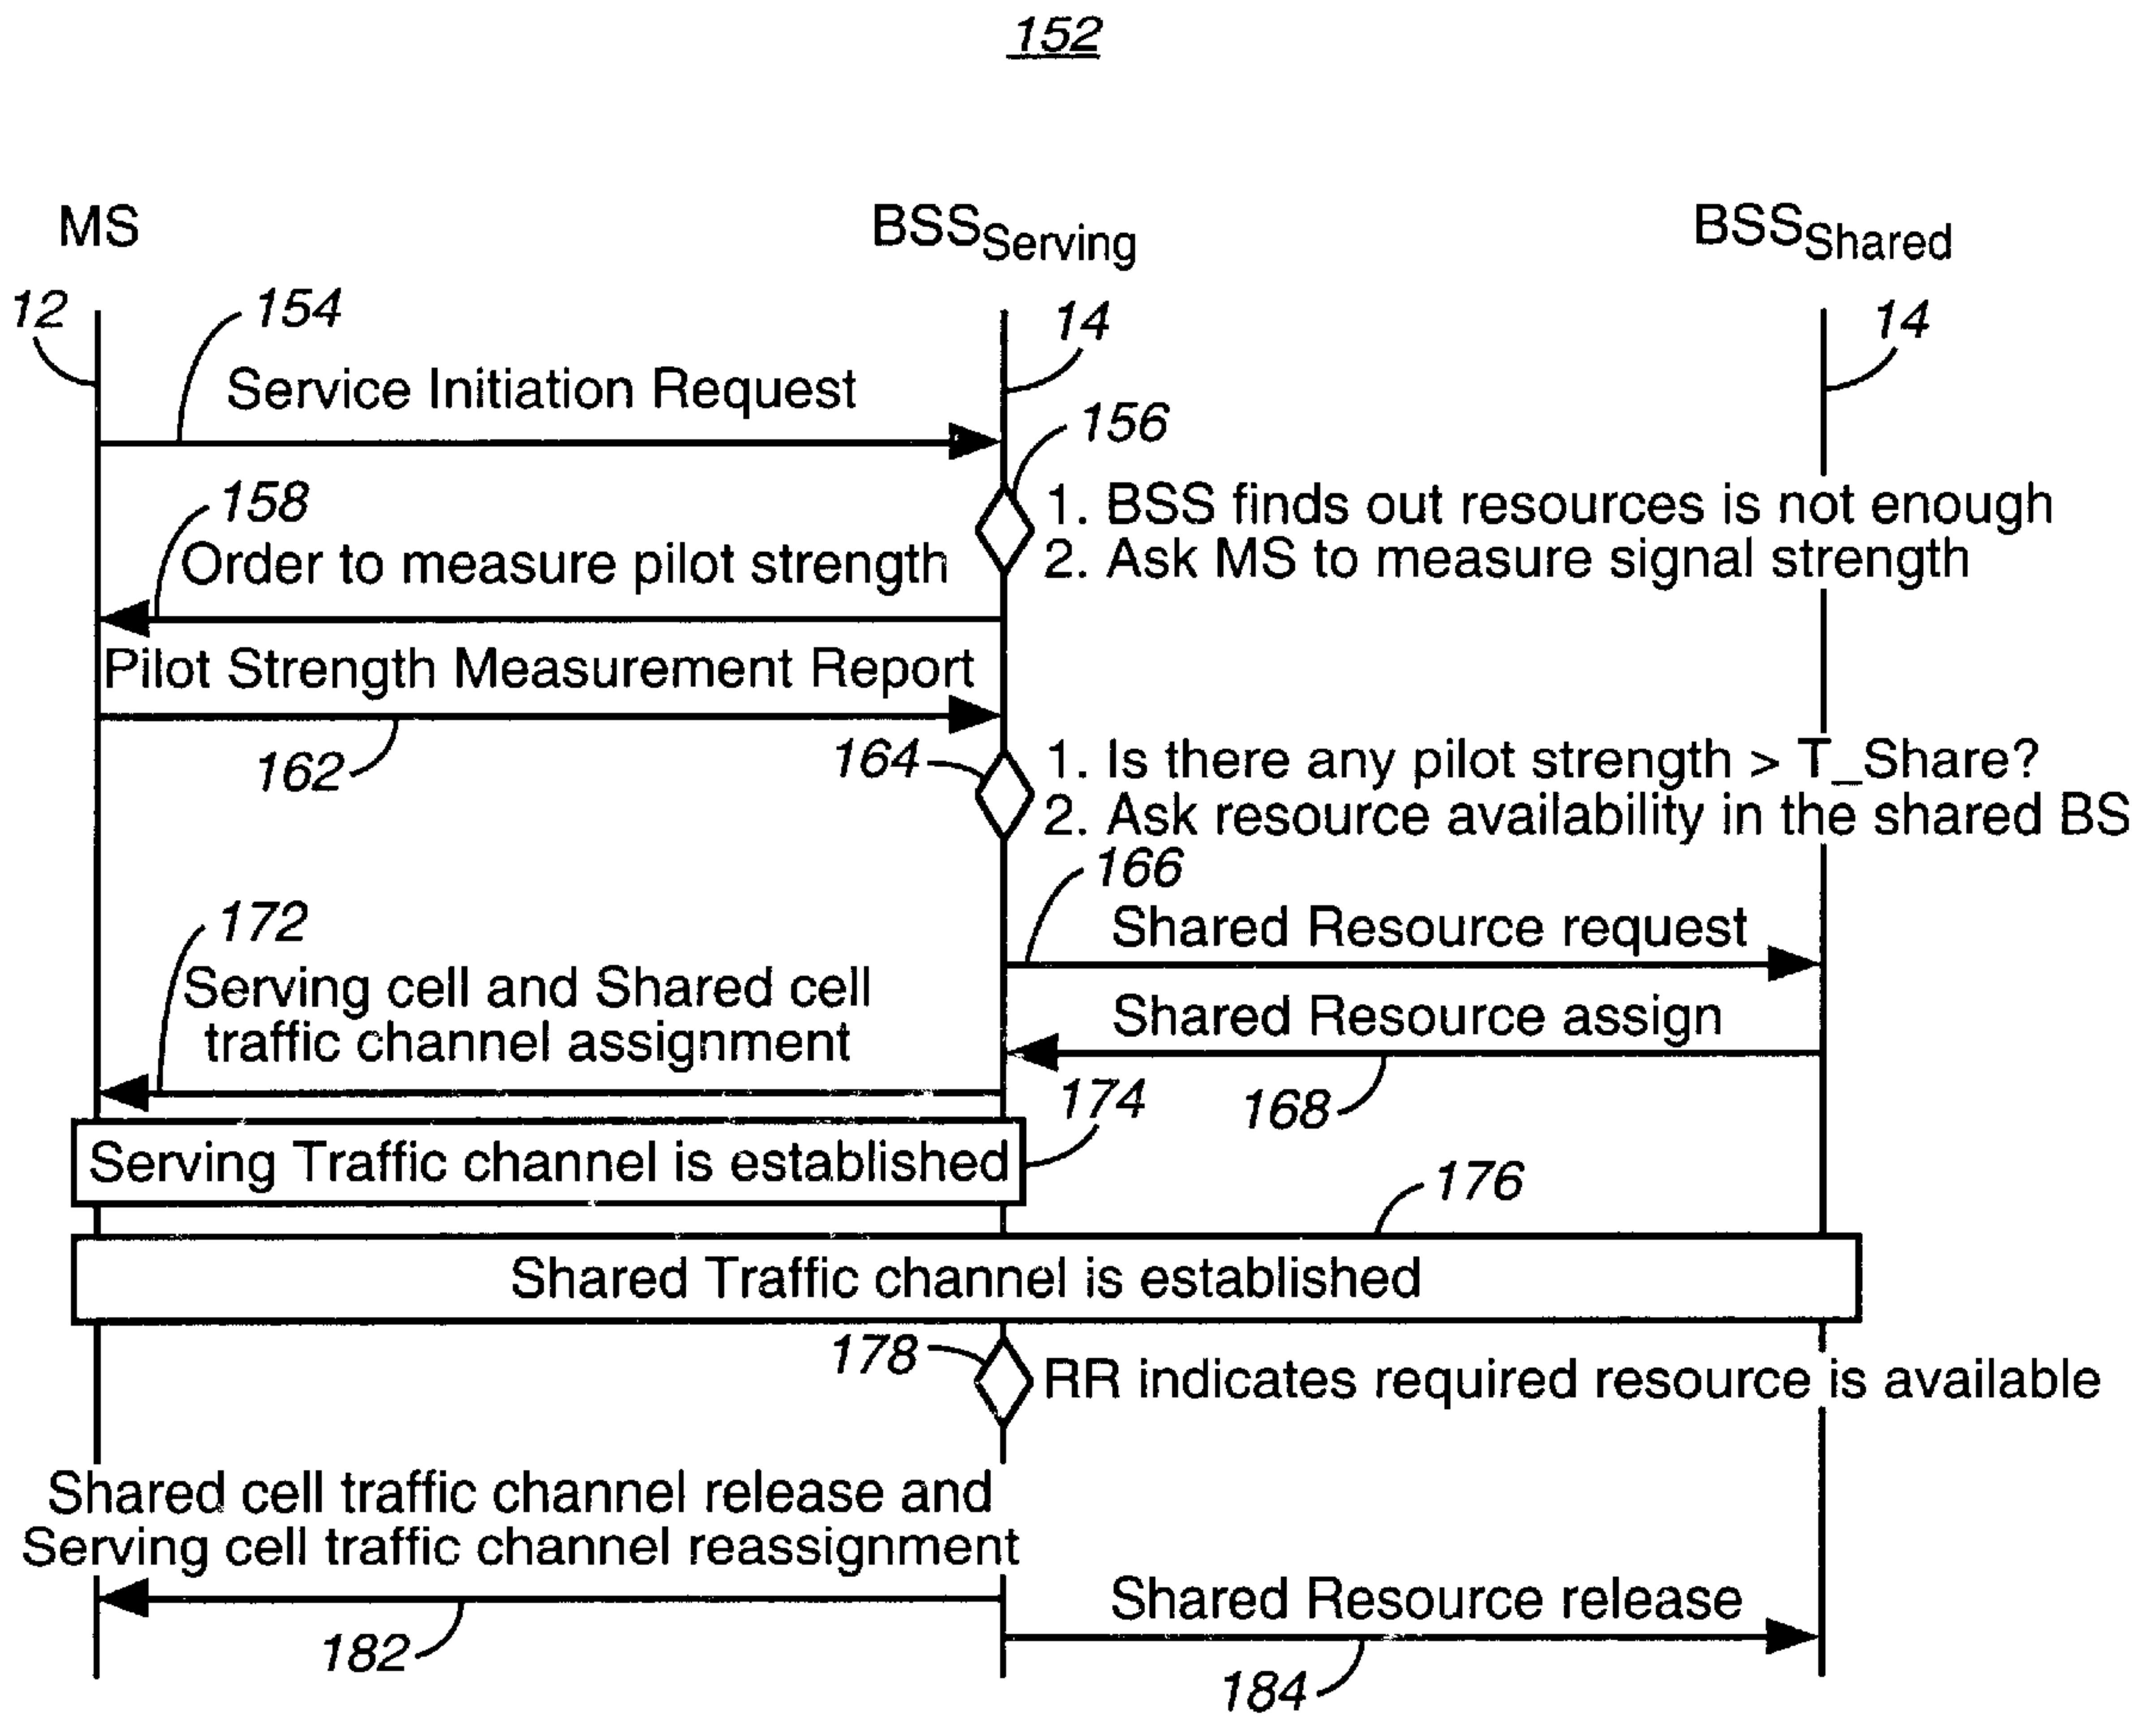 152
MS
BSSServing
BSSShared
12
154
14
14
Service Initiation Request
156
158
1. BSS finds out resources is not enough
2. Ask MS to measure signal strength
Order to measure pilot strength
Pilot Strength Measurement Report
162
164
1. Is there any pilot strength > T_Share?
2. Ask resource availability in the shared BS
166
172
Shared Resource request
Serving cell and Shared cell
traffic channel assignment
Shared Resource assign
174
168
Serving Traffic channel is established
176
Shared Traffic channel is established
178
RR indicates required resource is available
Shared cell traffic channel release and
Serving cell traffic channel reassignment
Shared Resource release
182
184